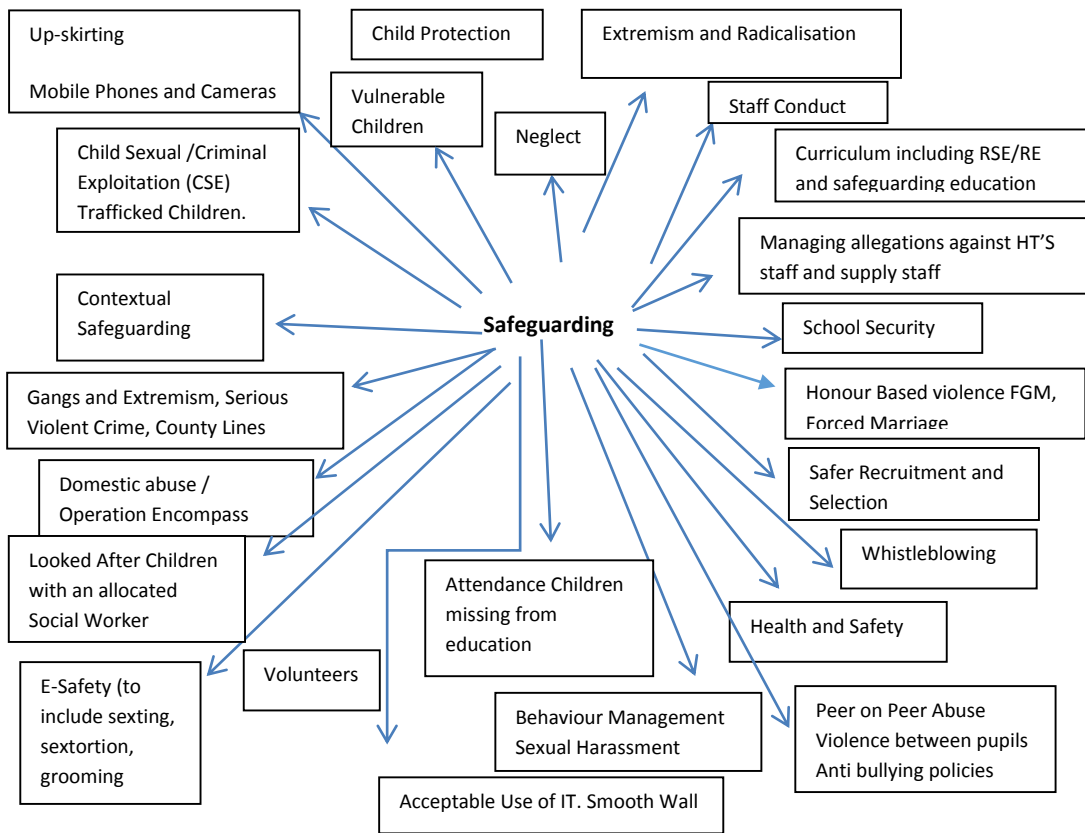 Up-skirting
Mobile Phones and Cameras
Child Protection
Extremism and Radicalisation
Vulnerable
Children
Neglect
Staff Conduct
Child Sexual /Criminal
Exploitation (CSE)
Trafficked Children.
Curriculum including RSE/RE
and safeguarding education
Managing allegations against HT’S
staff and supply staff
Contextual
Safeguarding
Safeguarding
School Security
Gangs and Extremism, Serious
Violent Crime, County Lines
Honour Based violence FGM,
Forced Marriage
Domestic abuse /
Operation Encompass
Safer Recruitment and
Selection
Looked After Children
with an allocated
Social Worker
Whistleblowing
Attendance Children
missing from
education
Health and Safety
Volunteers
E-Safety (to
include sexting,
sextortion,
grooming
Behaviour Management
Sexual Harassment
Peer on Peer Abuse
Violence between pupils
Anti bullying policies
Acceptable Use of IT. Smooth Wall